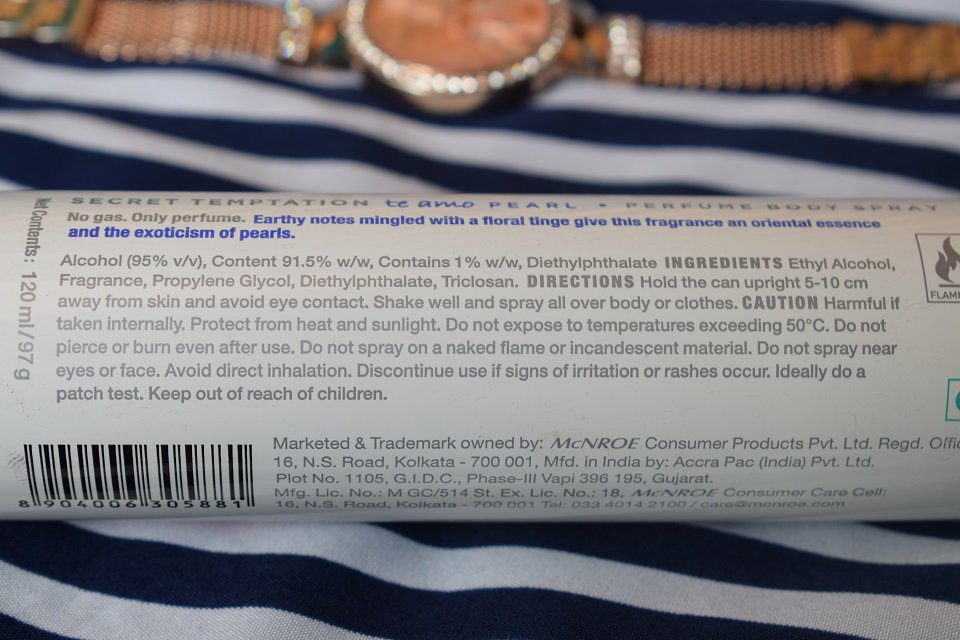 SECRET TEMPTATION • te amo PEARL • PERFUME BODY SPRAY
No gas. Only perfume. Earthy notes mingled with a floral tinge give this fragrance an oriental essence
and the exoticism of pearls.
Net Contents: 120ml/97g
Alcohol (95% v/v), Content 91.5% w/w, Contains 1% w/w, Diethylphthalate INGREDIENTS Ethyl Alcohol,
Fragrance, Propylene Glycol, Diethylphthalate, Triclosan. DIRECTIONS Hold the can upright 5-10 cm
away from skin and avoid eye contact. Shake well and spray all over body or clothes. CAUTION Harmful if
taken internally. Protect from heat and sunlight. Do not expose to temperatures exceeding 50°C. Do not
pierce or burn even after use. Do not spray on a naked flame or incandescent material. Do not spray near
eyes or face. Avoid direct inhalation. Discontinue use if signs of irritation or rashes occur. Ideally do a
patch test. Keep out of reach of children.
FLAM
Marketed & Trademark owned by: McNROE Consumer Products Pvt. Ltd. Regd. Offic
16, N.S. Road, Kolkata - 700 001, Mfd. in India by: Accra Pac (India) Pvt. Ltd.
Plot No. 1105, G.I.D.C., Phase-III Vapi 396 195, Gujarat.
Mfg. Lic. No.: M GC/514 St. Ex. Lic. No.: 18, McNROE Consumer Care Cell:
16, N.S. Road, Kolkata - 700 001 Tel: 033 4014 2100 / care@mcnroe.com
8 904006 305881